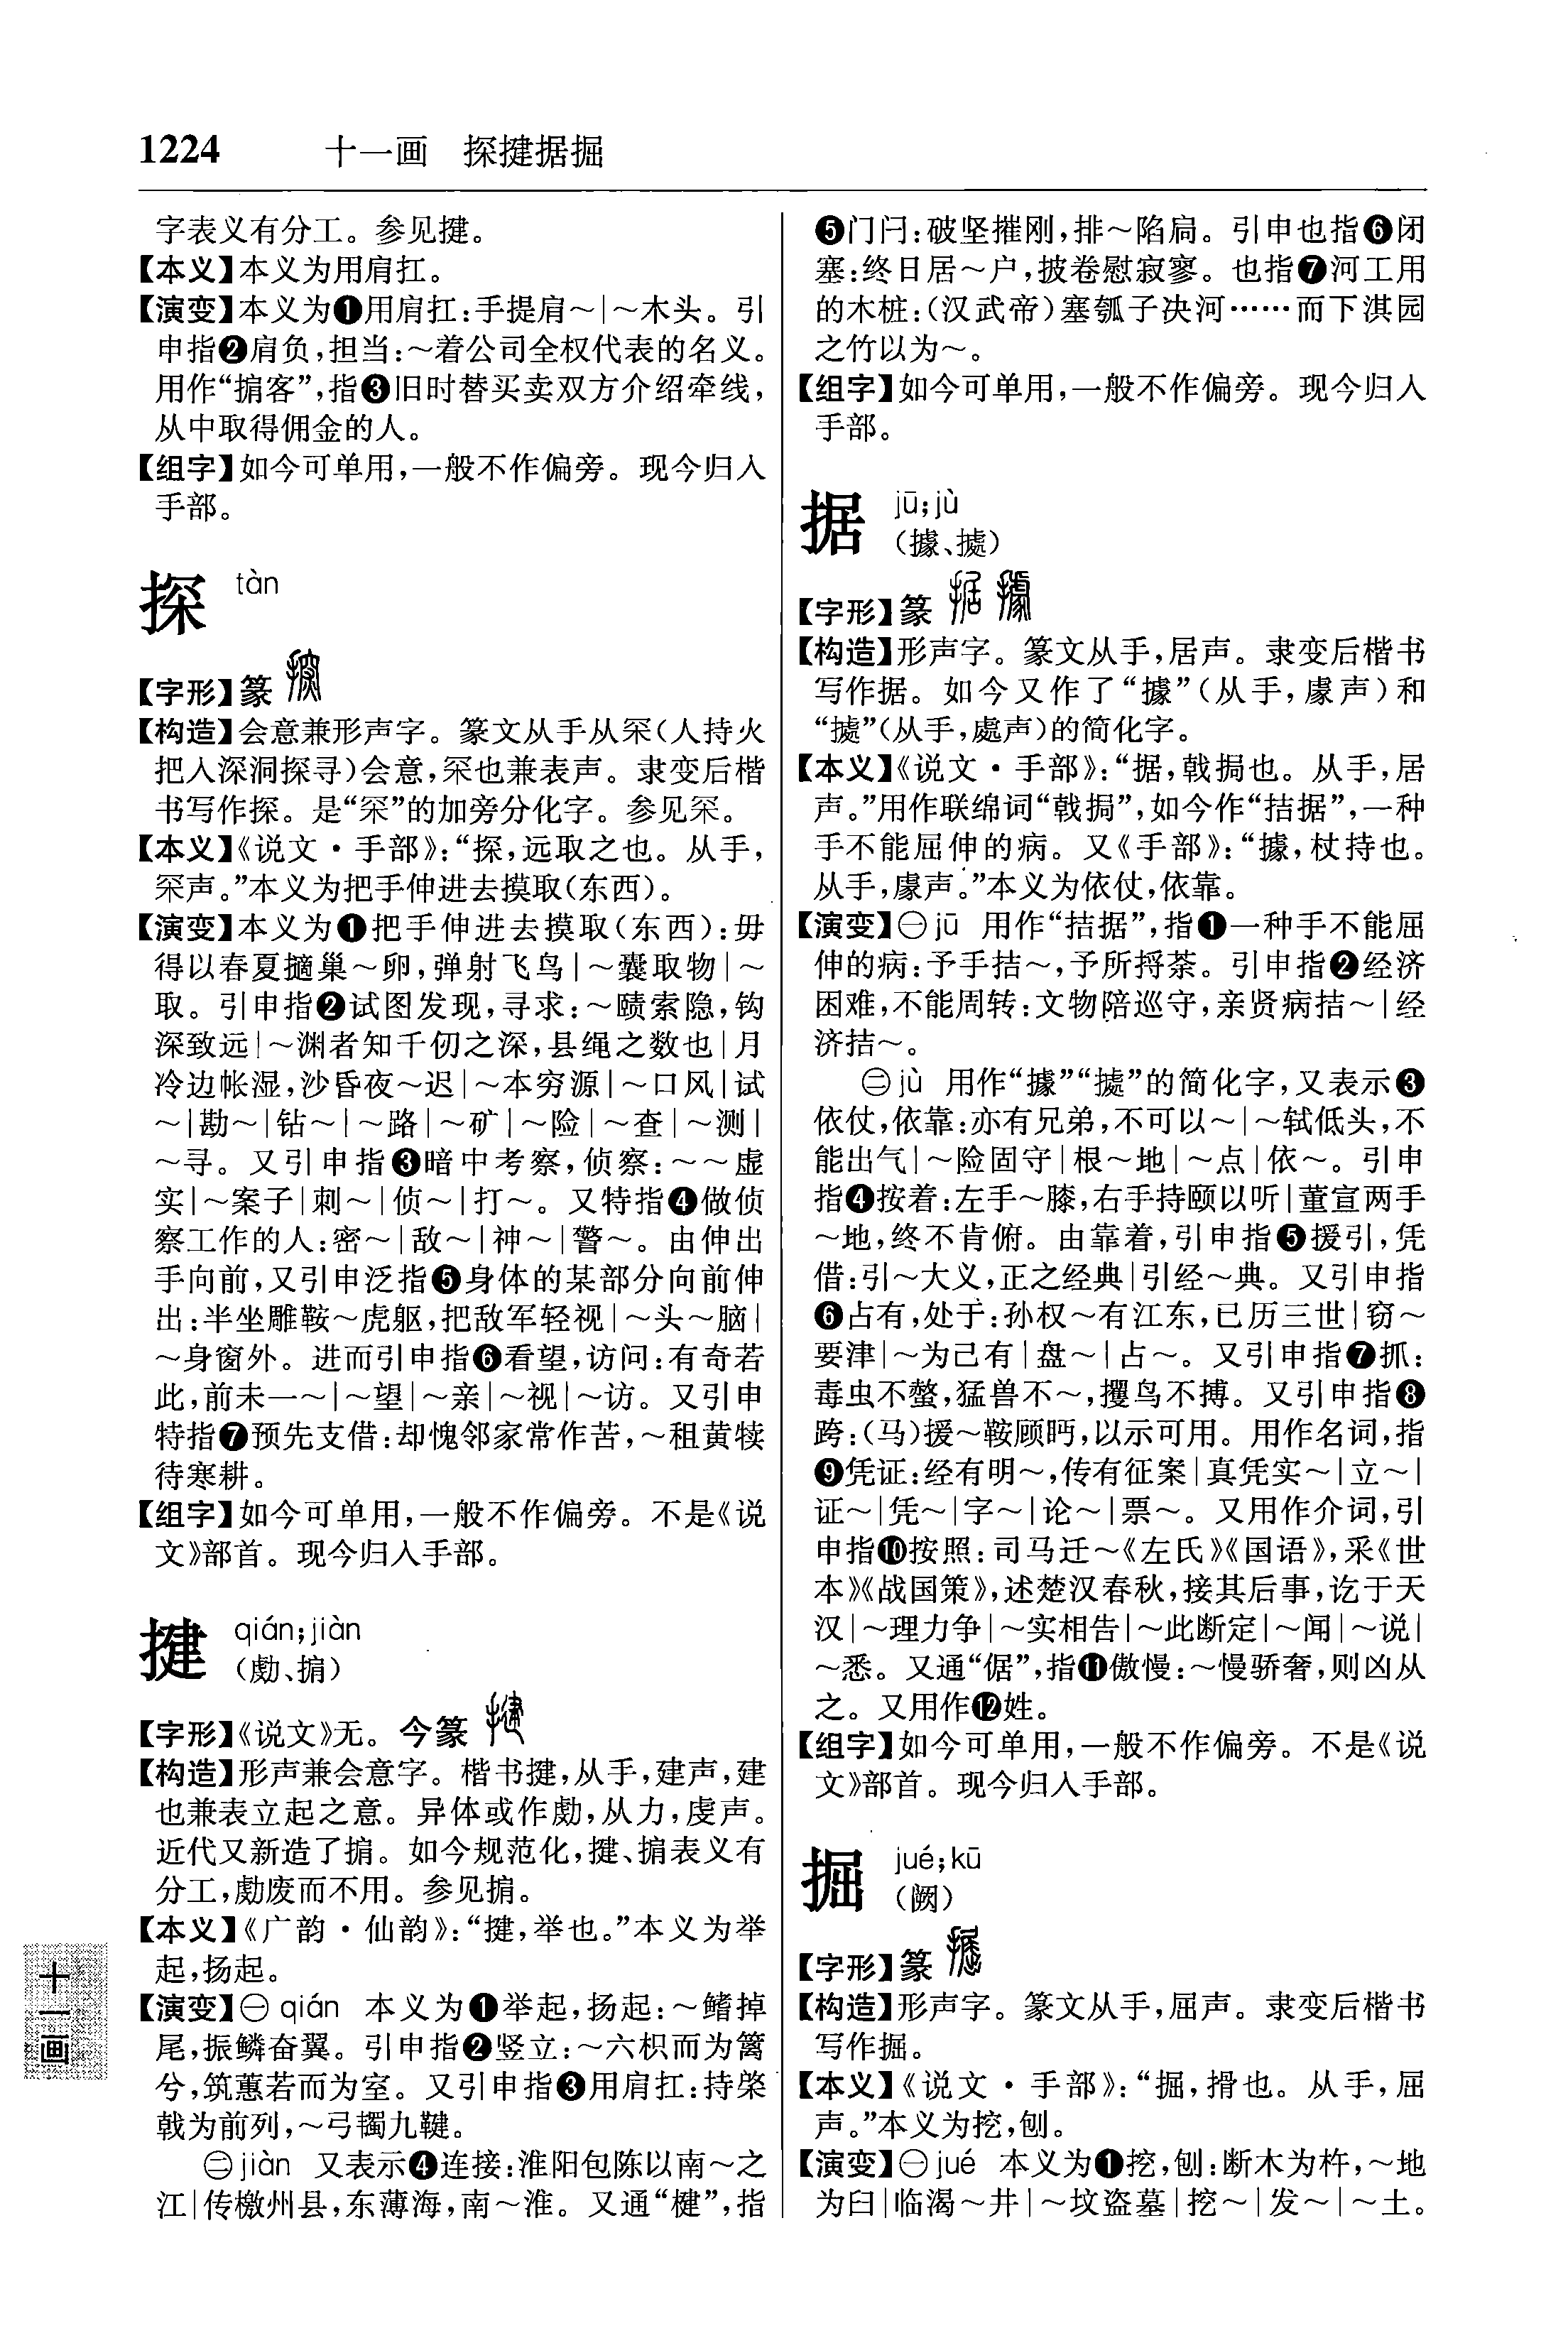 1224 十一画 探揵据掘
字表义有分工。参见揵。
【本义】本义为用肩扛。
【演变】本义为❶用肩扛:手提肩~|~木头。引
申指❷肩负,担当:~着公司全权代表的名义。
用作“掮客”,指❸旧时替买卖双方介绍牵线,
从中取得佣金的人。
【组字】如今可单用,一般不作偏旁。现今归入
手部。
探 tàn
【字形】篆
【构造】会意兼形声字。篆文从手从罙(人持火
把入深洞探寻)会意,罙也兼表声。隶变后楷
书写作探。是“罙”的加旁分化字。参见罙。
【本义】《说文·手部》:“探,远取之也。从手,
罙声。”本义为把手伸进去摸取(东西)。
【演变】本义为❶把手伸进去摸取(东西):毋
得以春夏擿巢~卵,弹射飞鸟|~囊取物|~
取。引申指❷试图发现,寻求:~赜索隐,钩
深致远|~渊者知千仞之深,县绳之数也|月
冷边帐湿,沙昏夜~迟|~本穷源|~口风|试
~|勘~|钻~|~路|~矿|~险|~查|~测|
~寻。又引申指❸暗中考察,侦察:~~虚
实|~案子|刺~|侦~|打~。又特指❹做侦
察工作的人:密~|敌~|神~|警~。由伸出
手向前,又引申泛指❺身体的某部分向前伸
出:半坐雕鞍~虎躯,把敌军轻视|~头~脑|
~身窗外。进而引申指❻看望,访问:有奇若
此,前未一~|~望|~亲|~视|~访。又引申
特指❼预先支借:却愧邻家常作苦,~租黄犊
待寒耕。
【组字】如今可单用,一般不作偏旁。不是《说
文》部首。现今归入手部。
揵 qián;jiàn
(㔤、掮)
【字形】《说文》无。今篆
【构造】形声兼会意字。楷书揵,从手,建声,建
也兼表立起之意。异体或作㔤,从力,虔声。
近代又新造了掮。如今规范化,揵、掮表义有
分工,㔤废而不用。参见掮。
【本义】《广韵·仙韵》:“揵,举也。”本义为举
起,扬起。
【演变】㊀qián 本义为❶举起,扬起:~鳍掉
尾,振鳞奋翼。引申指❷竖立:~六枳而为篱
兮,筑蕙若而为室。又引申指❸用肩扛:持棨
戟为前列,~弓韣九鞬。
㊁jiàn 又表示❹连接:淮阳包陈以南~之
江|传檄州县,东薄海,南~淮。又通“楗”,指
❺门闩:破坚摧刚,排~陷扃。引申也指❻闭
塞:终日居~户,披卷慰寂寥。也指❼河工用
的木桩:(汉武帝)塞瓠子决河……而下淇园
之竹以为~。
【组字】如今可单用,一般不作偏旁。现今归入
手部。
据 jū;jù
(據、㨿)
【字形】篆
【构造】形声字。篆文从手,居声。隶变后楷书
写作据。如今又作了“據”(从手,豦声)和
“㨿”(从手,處声)的简化字。
【本义】《说文·手部》:“据,戟挶也。从手,居
声。”用作联绵词“戟挶”,如今作“拮据”,一种
手不能屈伸的病。又《手部》:“據,杖持也。
从手,豦声。”本义为依仗,依靠。
【演变】㊀jū 用作“拮据”,指❶一种手不能屈
伸的病:予手拮~,予所捋荼。引申指❷经济
困难,不能周转:文物陪巡守,亲贤病拮~|经
济拮~。
㊁jù 用作“據”“㨿”的简化字,又表示❸
依仗,依靠:亦有兄弟,不可以~|~轼低头,不
能出气|~险固守|根~地|~点|依~。引申
指❹按着:左手~膝,右手持颐以听|董宣两手
~地,终不肯俯。由靠着,引申指❺援引,凭
借:引~大义,正之经典|引经~典。又引申指
❻占有,处于:孙权~有江东,已历三世|窃~
要津|~为己有|盘~|占~。又引申指❼抓:
毒虫不螫,猛兽不~,攫鸟不搏。又引申指❽
跨:(马)援~鞍顾眄,以示可用。用作名词,指
❾凭证:经有明~,传有征案|真凭实~|立~|
证~|凭~|字~|论~|票~。又用作介词,引
申指❿按照:司马迁~《左氏》《国语》,采《世
本》《战国策》,述楚汉春秋,接其后事,讫于天
汉|~理力争|~实相告|~此断定|~闻|~说|
~悉。又通“倨”,指⓫傲慢:~慢骄奢,则凶从
之。又用作⓬姓。
【组字】如今可单用,一般不作偏旁。不是《说
文》部首。现今归入手部。
掘 jué;kū
(阙)
【字形】篆
【构造】形声字。篆文从手,屈声。隶变后楷书
写作掘。
【本义】《说文·手部》:“掘,搰也。从手,屈
声。”本义为挖,刨。
【演变】㊀jué 本义为❶挖,刨:断木为杵,~地
为臼|临渴~井|~坟盗墓|挖~|发~|~土。
十一画